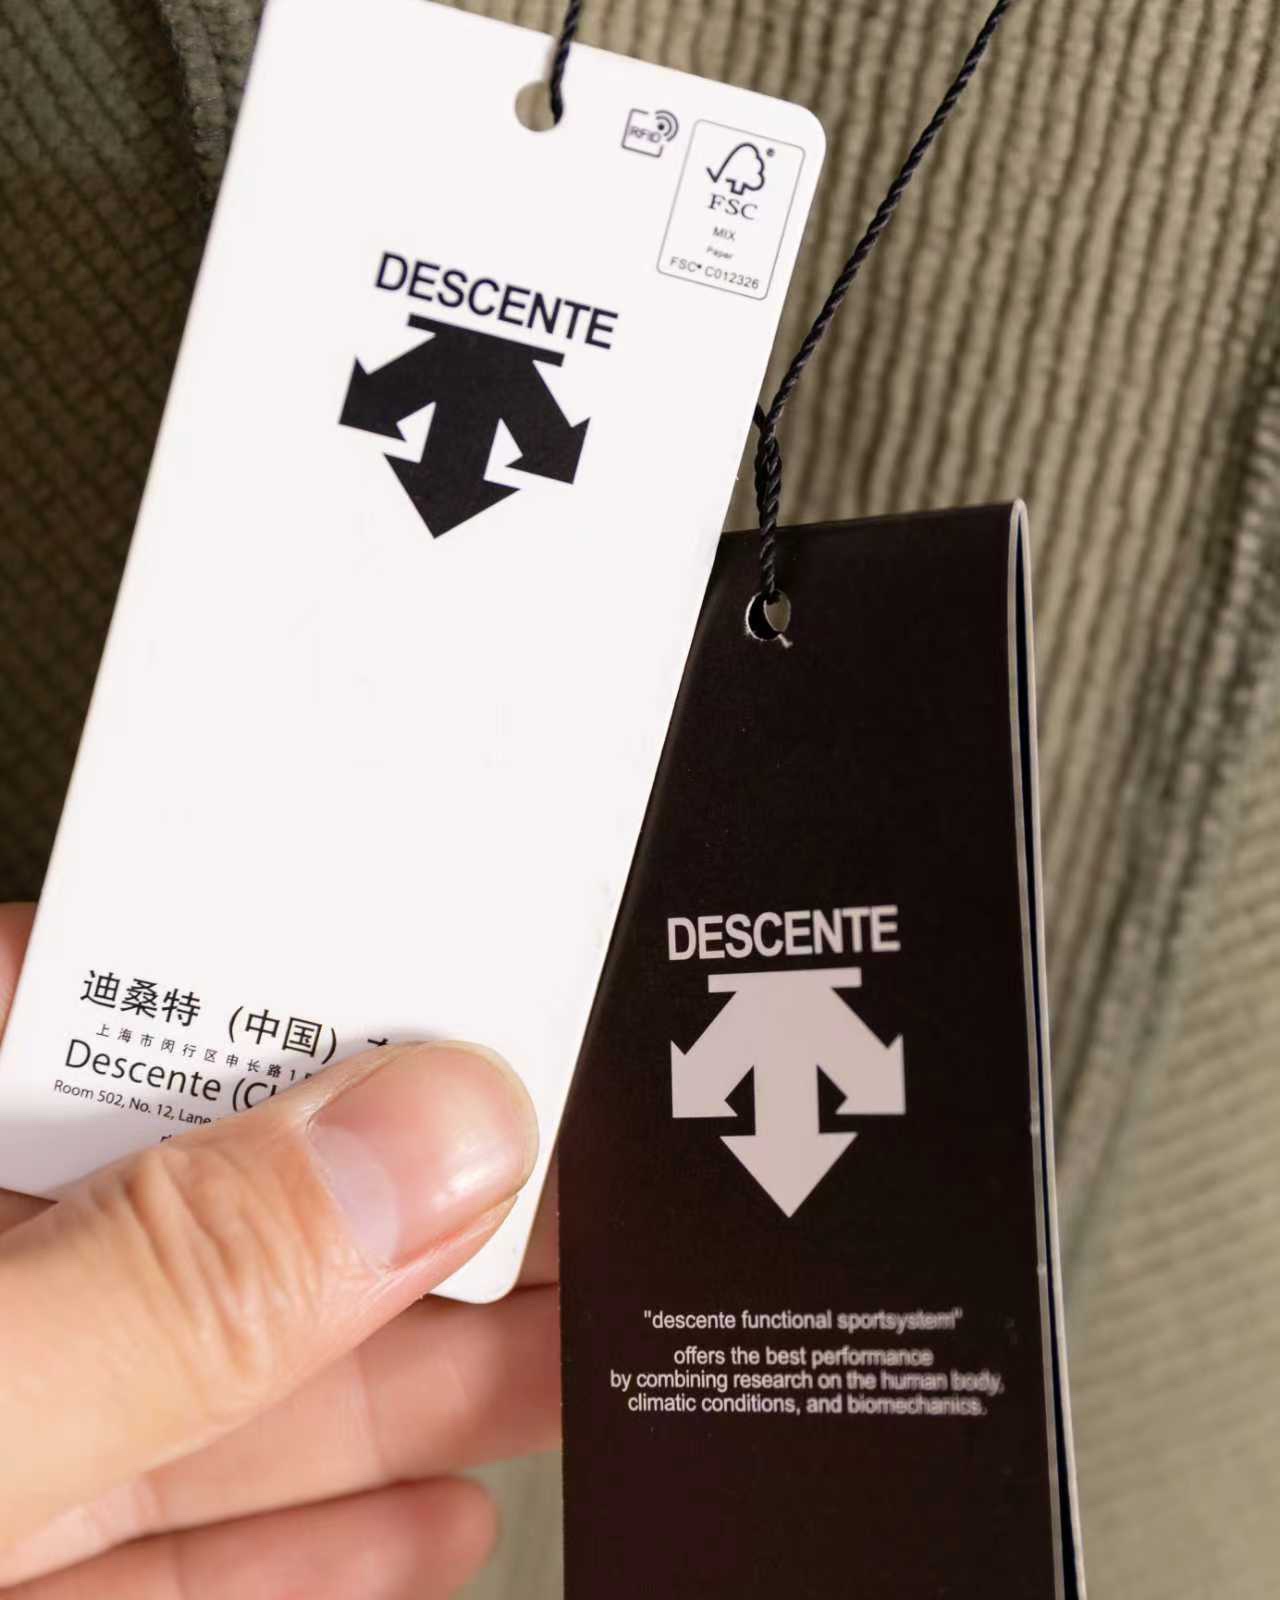 RFID
FSC
MIX
Paper
FSC® C012326
DESCENTE
迪桑特（中国）
上海市闵行区申长路1
Descente (C
Room 502, No. 12, Lane
DESCENTE
"descente functional sportsystem"
offers the best performance
by combining research on the human body,
climatic conditions, and biomechanics.